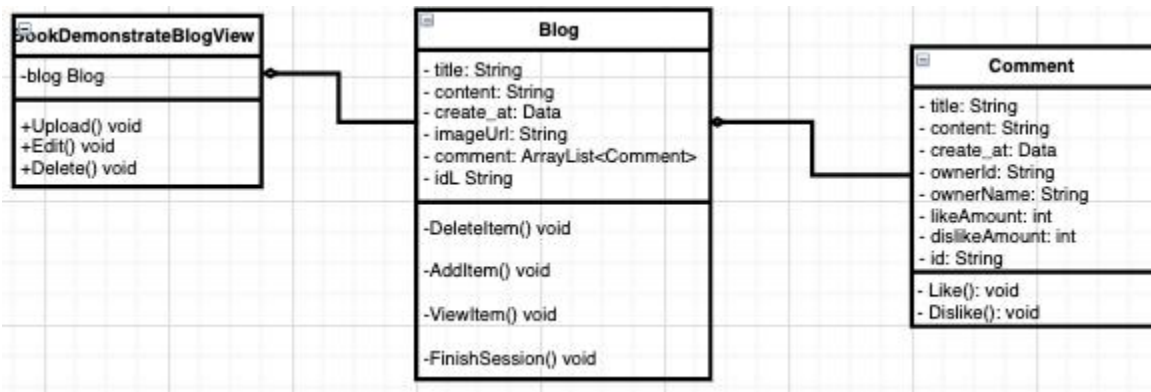 BookDemonstrateBlogView
-blog Blog
+Upload() void
+Edit() void
+Delete() void
Blog
- title: String
- content: String
- create_at: Data
- imageUrl: String
- comment: ArrayList<Comment>
- idL String
-DeleteItem() void
-AddItem() void
-ViewItem() void
-FinishSession() void
Comment
- title: String
- content: String
- create_at: Data
- ownerId: String
- ownerName: String
- likeAmount: int
- dislikeAmount: int
- id: String
- Like(): void
- Dislike(): void